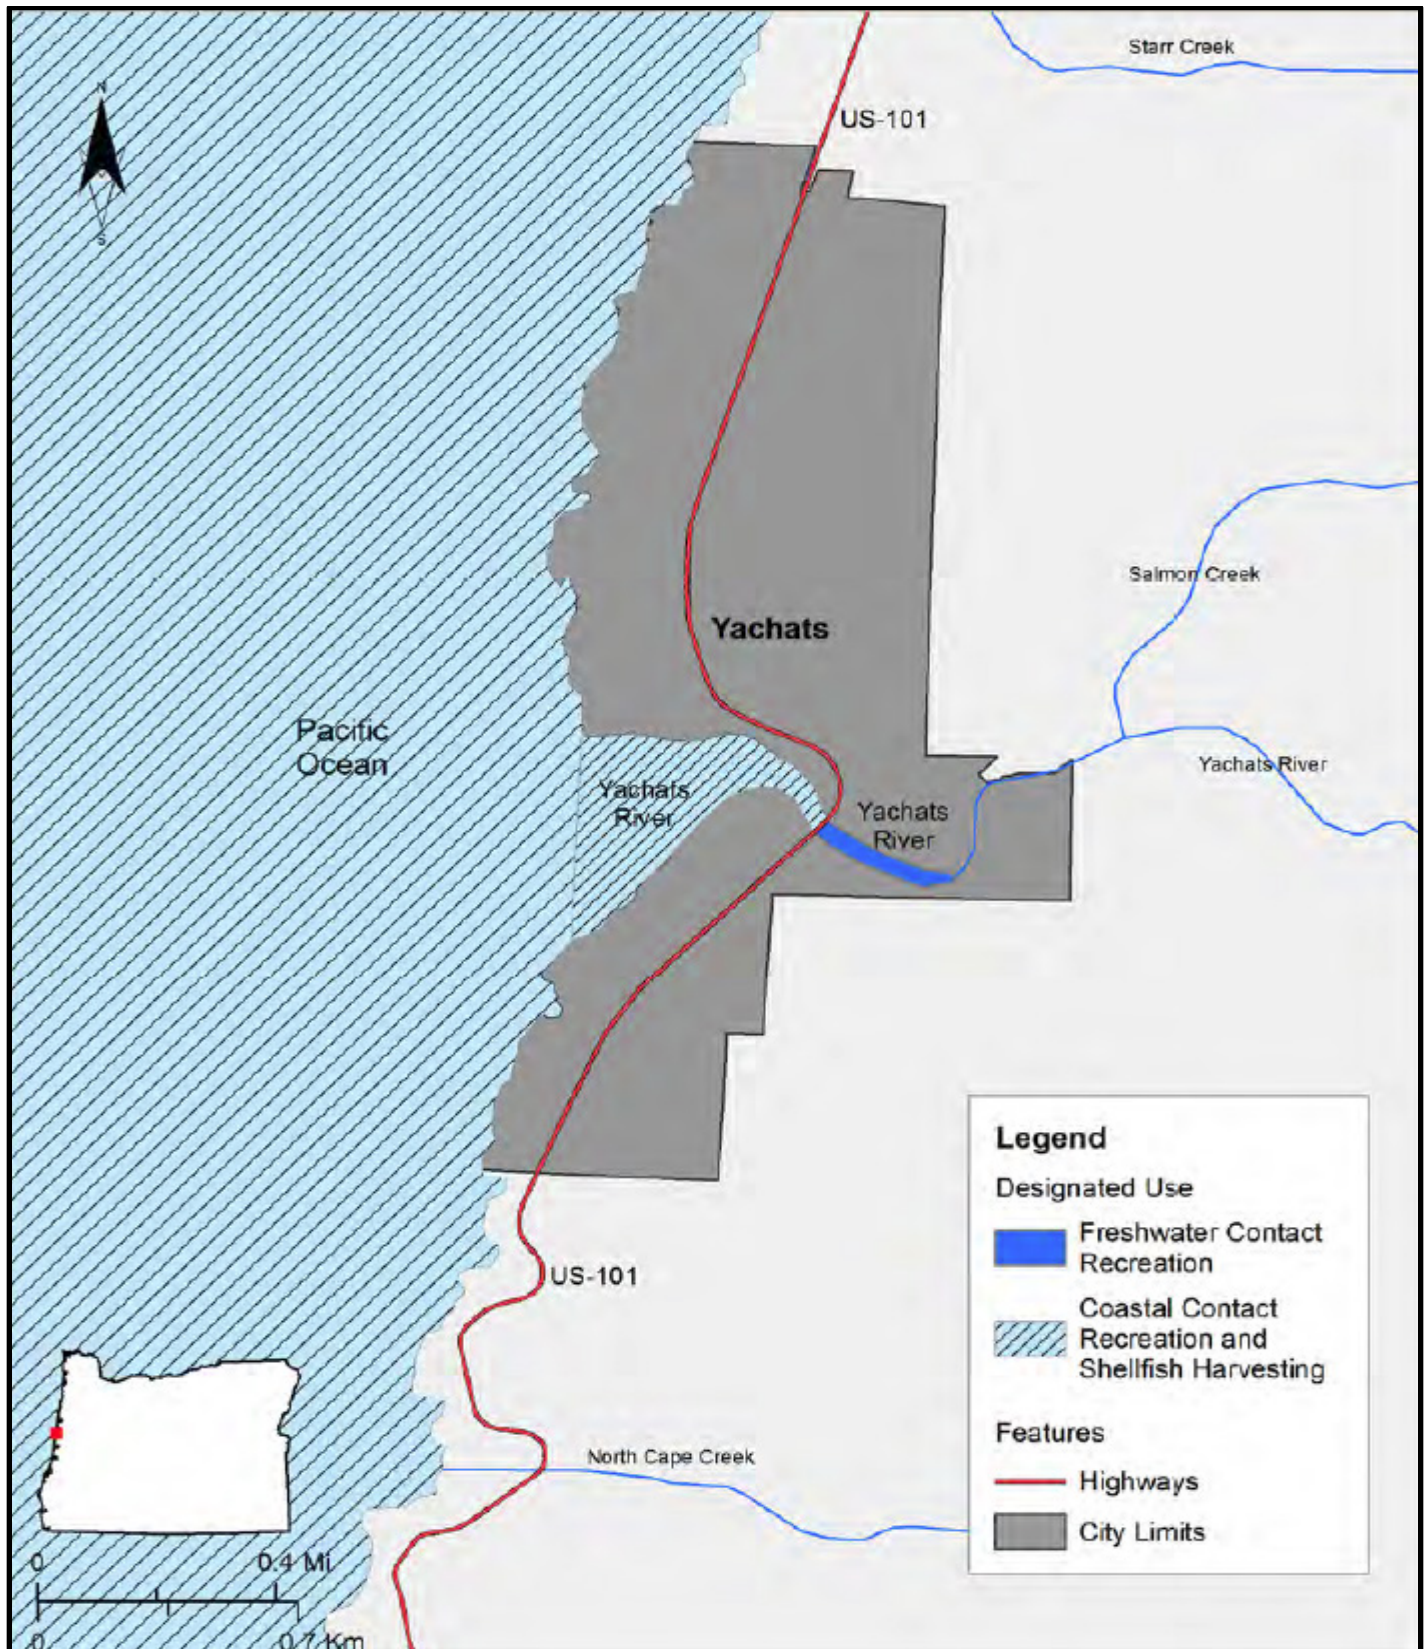 Starr Creek
N
US-101
S
Salmon Creek
Yachats
Pacific
Ocean
Yachats River
Yachats
River
Yachats
River
Legend
Designated Use
Freshwater Contact
Recreation
Coastal Contact
Recreation and
Shellfish Harvesting
Features
Highways
City Limits
US-101
North Cape Creek
0
0.4 Mi
0
0.7 Km